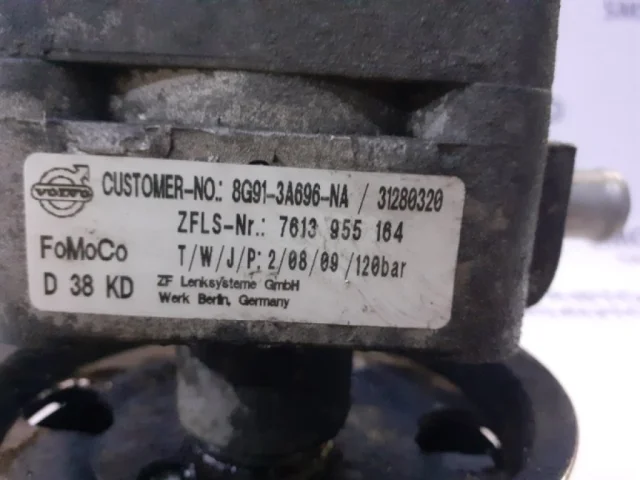 VOLVO
CUSTOMER-NO.: 8G91-3A696-NA / 31280320
ZFLS-Nr.: 7613 955 164
FoMoCo T/W/J/P: 2/08/09 /120bar
D 38 KD ZF Lenksysteme GmbH
Werk Berlin, Germany